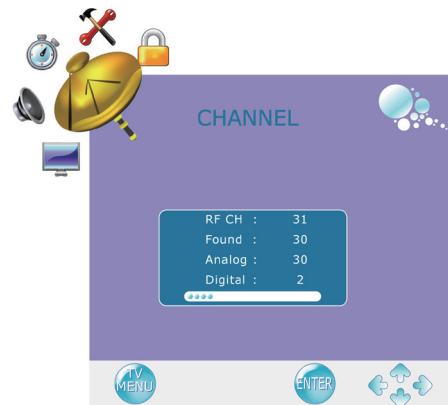 CHANNEL
RF CH : 31
Found : 30
Analog : 30
Digital : 2
TV
MENU
ENTER